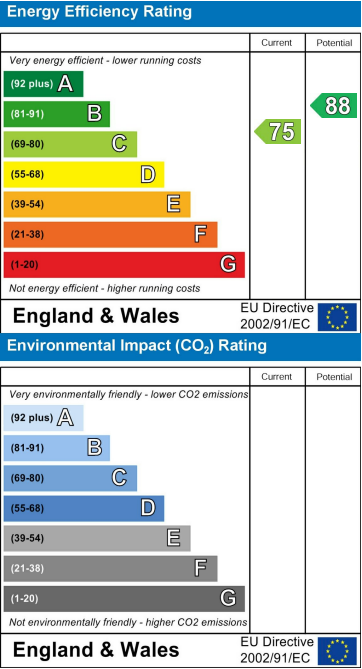 Energy Efficiency Rating
Current Potential
Very energy efficient - lower running costs
(92 plus) A
(81-91) B
88
(69-80) C
75
(55-68) D
(39-54) E
(21-38) F
(1-20) G
Not energy efficient - higher running costs
England & Wales
EU Directive
2002/91/EC
Environmental Impact (CO₂) Rating
Current Potential
Very environmentally friendly - lower CO2 emissions
(92 plus) A
(81-91) B
(69-80) C
(55-68) D
(39-54) E
(21-38) F
(1-20) G
Not environmentally friendly - higher CO2 emissions
England & Wales
EU Directive
2002/91/EC